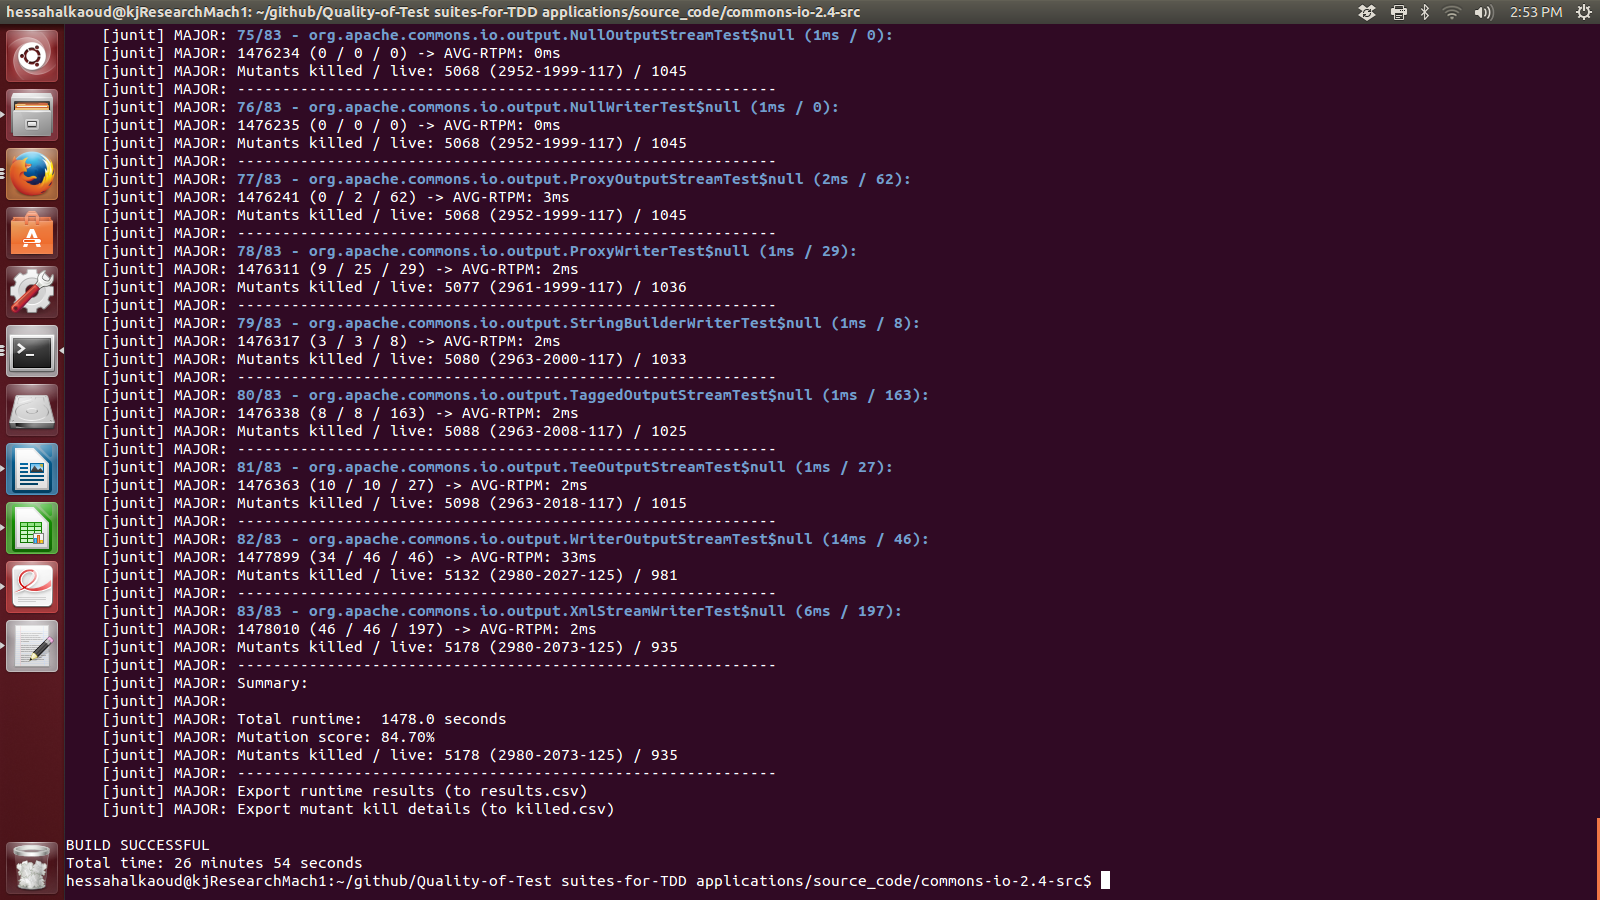 hessahalkaoud@kjResearchMach1: ~/github/Quality-of-Test suites-for-TDD applications/source_code/commons-io-2.4-src
2:53 PM
[junit] MAJOR: 75/83 - org.apache.commons.io.output.NullOutputStreamTest$null (1ms / 0):
[junit] MAJOR: 1476234 (0 / 0 / 0) -> AVG-RTPM: 0ms
[junit] MAJOR: Mutants killed / live: 5068 (2952-1999-117) / 1045
[junit] MAJOR: ------------------------------------------------------------
[junit] MAJOR: 76/83 - org.apache.commons.io.output.NullWriterTest$null (1ms / 0):
[junit] MAJOR: 1476235 (0 / 0 / 0) -> AVG-RTPM: 0ms
[junit] MAJOR: Mutants killed / live: 5068 (2952-1999-117) / 1045
[junit] MAJOR: ------------------------------------------------------------
[junit] MAJOR: 77/83 - org.apache.commons.io.output.ProxyOutputStreamTest$null (2ms / 62):
[junit] MAJOR: 1476241 (0 / 2 / 62) -> AVG-RTPM: 3ms
[junit] MAJOR: Mutants killed / live: 5068 (2952-1999-117) / 1045
[junit] MAJOR: ------------------------------------------------------------
[junit] MAJOR: 78/83 - org.apache.commons.io.output.ProxyWriterTest$null (1ms / 29):
[junit] MAJOR: 1476311 (9 / 25 / 29) -> AVG-RTPM: 2ms
[junit] MAJOR: Mutants killed / live: 5077 (2961-1999-117) / 1036
[junit] MAJOR: ------------------------------------------------------------
[junit] MAJOR: 79/83 - org.apache.commons.io.output.StringBuilderWriterTest$null (1ms / 8):
[junit] MAJOR: 1476317 (3 / 3 / 8) -> AVG-RTPM: 2ms
[junit] MAJOR: Mutants killed / live: 5080 (2963-2000-117) / 1033
[junit] MAJOR: ------------------------------------------------------------
[junit] MAJOR: 80/83 - org.apache.commons.io.output.TaggedOutputStreamTest$null (1ms / 163):
[junit] MAJOR: 1476338 (8 / 8 / 163) -> AVG-RTPM: 2ms
[junit] MAJOR: Mutants killed / live: 5088 (2963-2008-117) / 1025
[junit] MAJOR: ------------------------------------------------------------
[junit] MAJOR: 81/83 - org.apache.commons.io.output.TeeOutputStreamTest$null (1ms / 27):
[junit] MAJOR: 1476363 (10 / 10 / 27) -> AVG-RTPM: 2ms
[junit] MAJOR: Mutants killed / live: 5098 (2963-2018-117) / 1015
[junit] MAJOR: ------------------------------------------------------------
[junit] MAJOR: 82/83 - org.apache.commons.io.output.WriterOutputStreamTest$null (14ms / 46):
[junit] MAJOR: 1477899 (34 / 46 / 46) -> AVG-RTPM: 33ms
[junit] MAJOR: Mutants killed / live: 5132 (2980-2027-125) / 981
[junit] MAJOR: ------------------------------------------------------------
[junit] MAJOR: 83/83 - org.apache.commons.io.output.XmlStreamWriterTest$null (6ms / 197):
[junit] MAJOR: 1478010 (46 / 46 / 197) -> AVG-RTPM: 2ms
[junit] MAJOR: Mutants killed / live: 5178 (2980-2073-125) / 935
[junit] MAJOR: ------------------------------------------------------------
[junit] MAJOR: Summary:
[junit] MAJOR:
[junit] MAJOR: Total runtime:  1478.0 seconds
[junit] MAJOR: Mutation score: 84.70%
[junit] MAJOR: Mutants killed / live: 5178 (2980-2073-125) / 935
[junit] MAJOR: ------------------------------------------------------------
[junit] MAJOR: Export runtime results (to results.csv)
[junit] MAJOR: Export mutant kill details (to killed.csv)
BUILD SUCCESSFUL
Total time: 26 minutes 54 seconds
hessahalkaoud@kjResearchMach1:~/github/Quality-of-Test suites-for-TDD applications/source_code/commons-io-2.4-src$